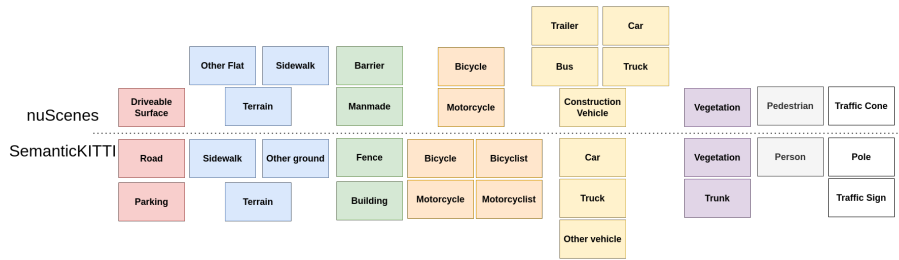 Trailer Car
Other Flat Sidewalk Barrier Bicycle Bus Truck
Driveable Surface Terrain Manmade Motorcycle Construction Vehicle Vegetation Pedestrian Traffic Cone
nuScenes
SemanticKITTI
Road Sidewalk Other ground Fence Bicycle Bicyclist Car Vegetation Person Pole
Parking Terrain Building Motorcycle Motorcyclist Truck Trunk Traffic Sign
Other vehicle